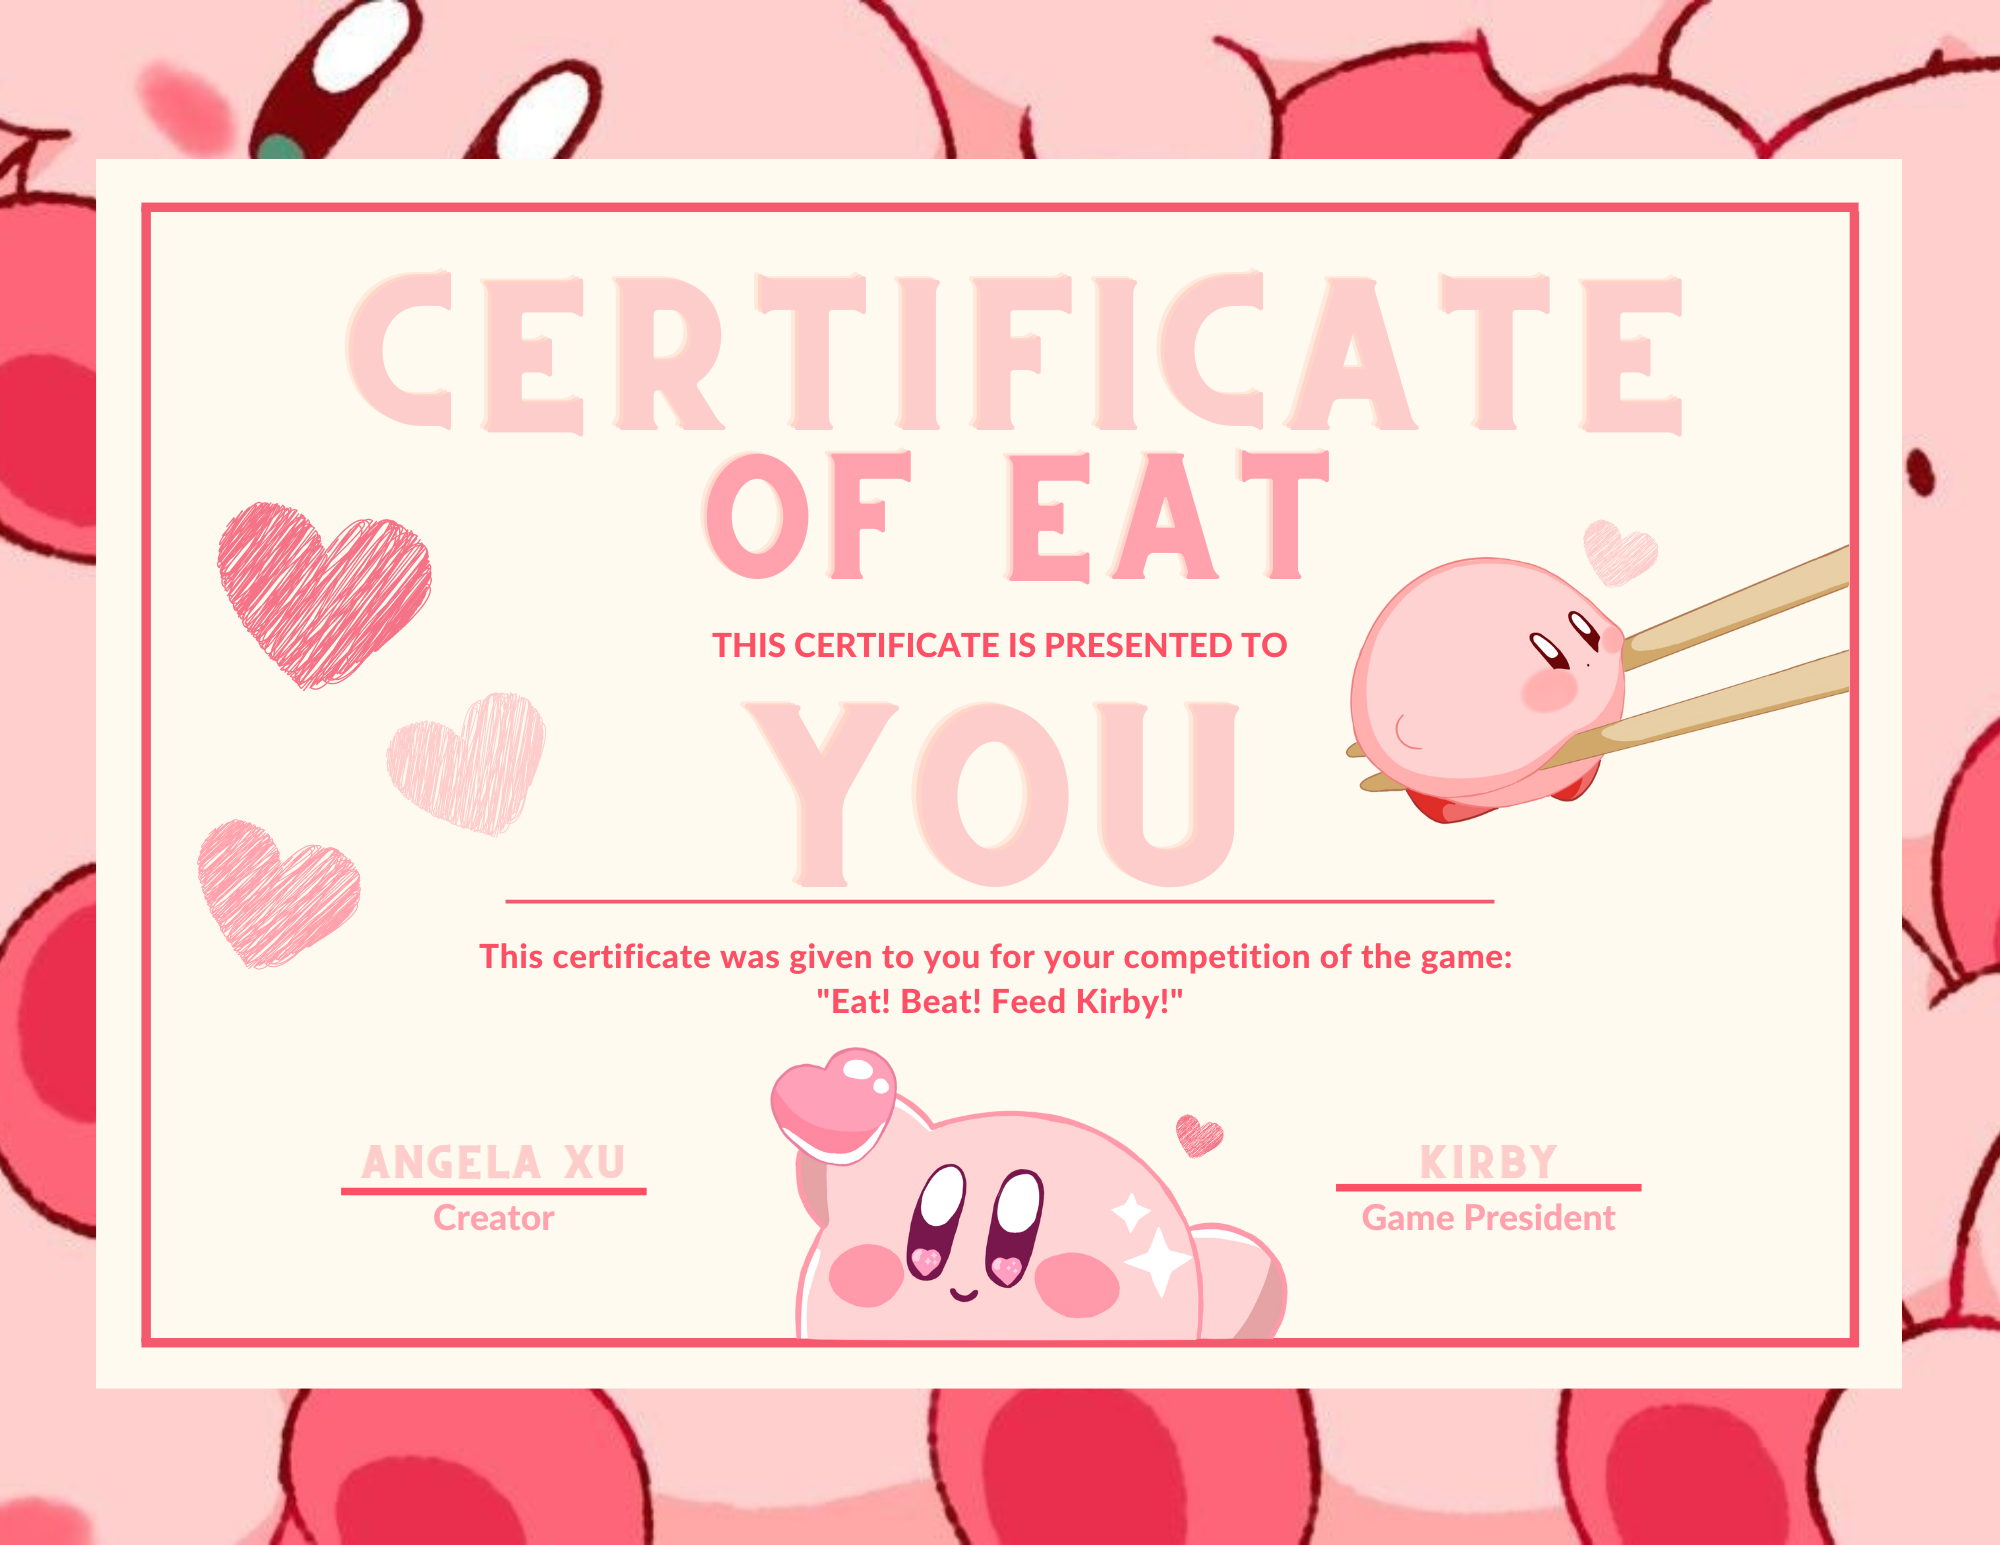 CERTIFICATE
OF EAT
THIS CERTIFICATE IS PRESENTED TO
YOU
This certificate was given to you for your competition of the game:
"Eat! Beat! Feed Kirby!"
ANGELA XU
Creator
KIRBY
Game President